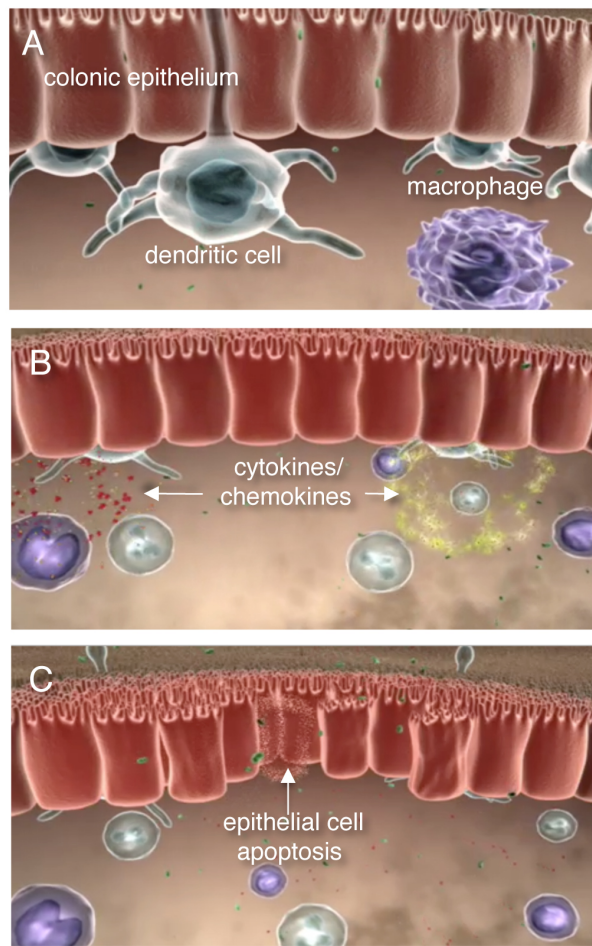 A
colonic epithelium
macrophage
dendritic cell
B
cytokines/
chemokines
C
epithelial cell
apoptosis